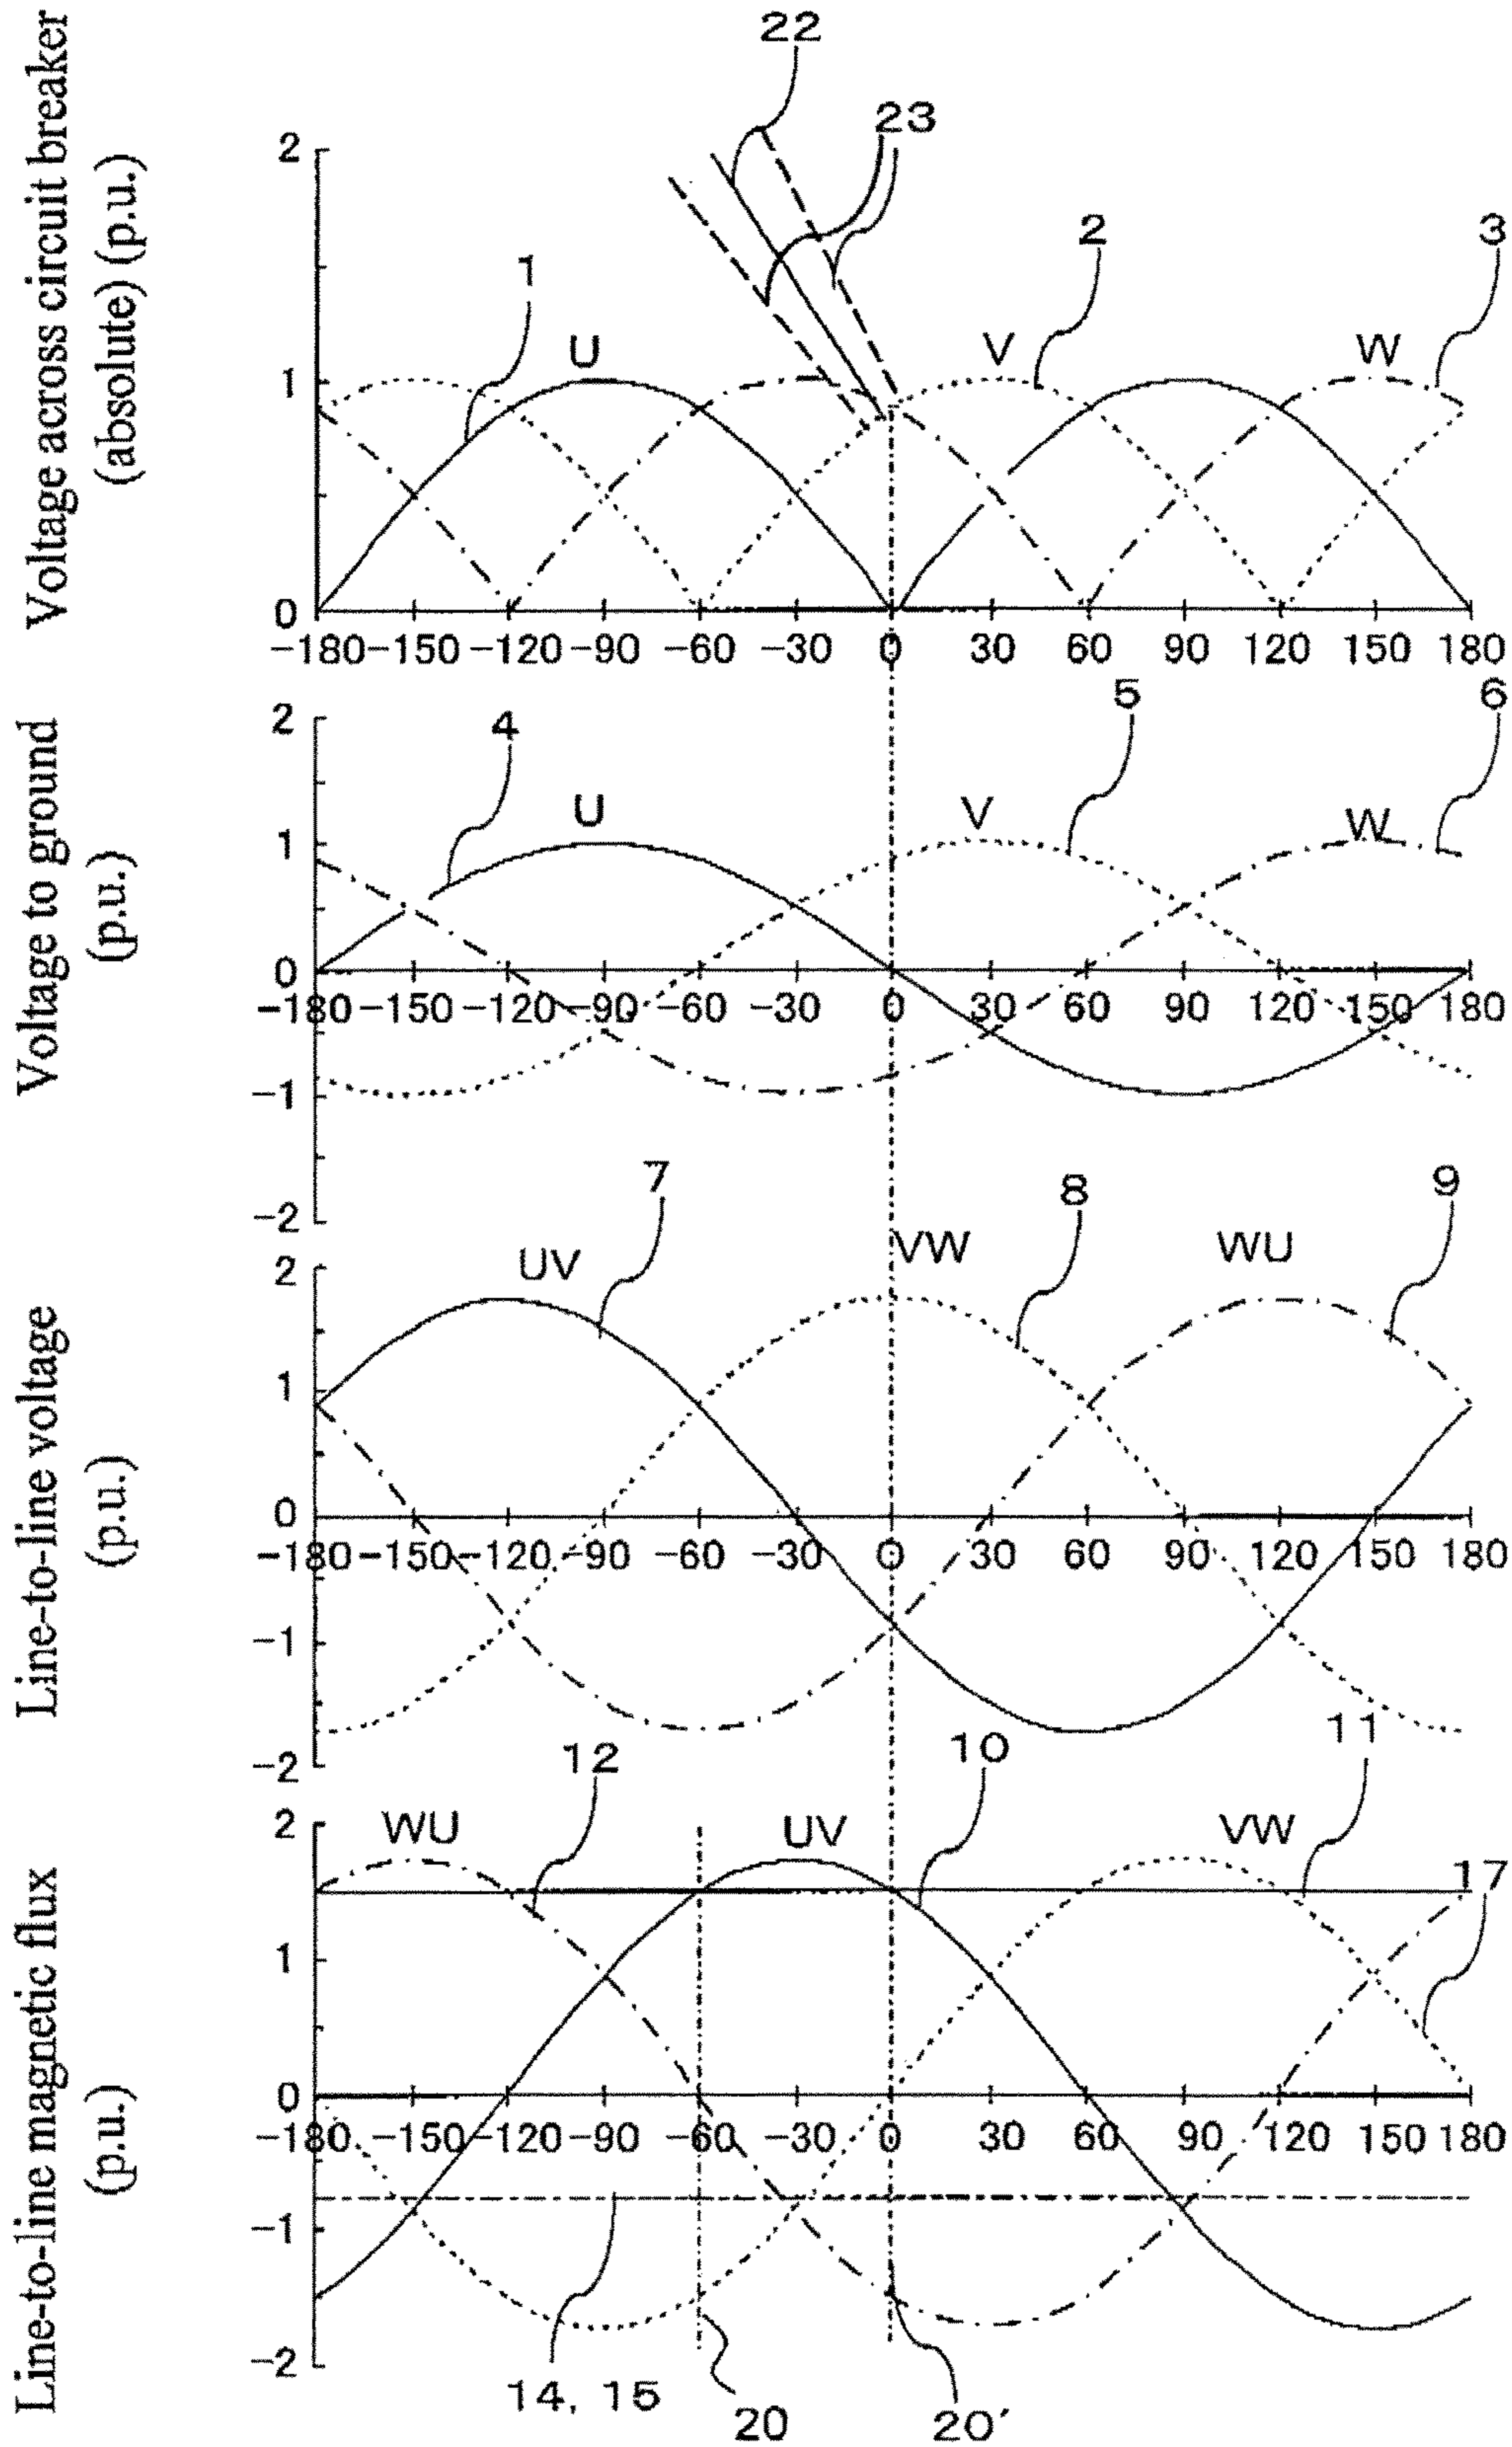 Voltage across circuit breaker
(absolute) (p.u.)
22
23
2
1
2
3
U
V
W
1
0
-180 -150 -120 -90 -60 -30 0 30 60 90 120 150 180
Voltage to ground
(p.u.)
2
4
5
6
U
V
W
1
0
-180 -150 -120 -90 -60 -30 0 30 60 90 120 150 180
-1
-2
Line-to-line voltage
(p.u.)
7
8
9
2
UV
VW
WU
1
0
-180 -150 -120 -90 -60 -30 0 30 60 90 120 150 180
-1
-2
Line-to-line magnetic flux
(p.u.)
12
10
11
2
WU
UV
VW
17
1
0
-180 -150 -120 -90 -60 -30 0 30 60 90 120 150 180
-1
-2
14, 15
20
20′